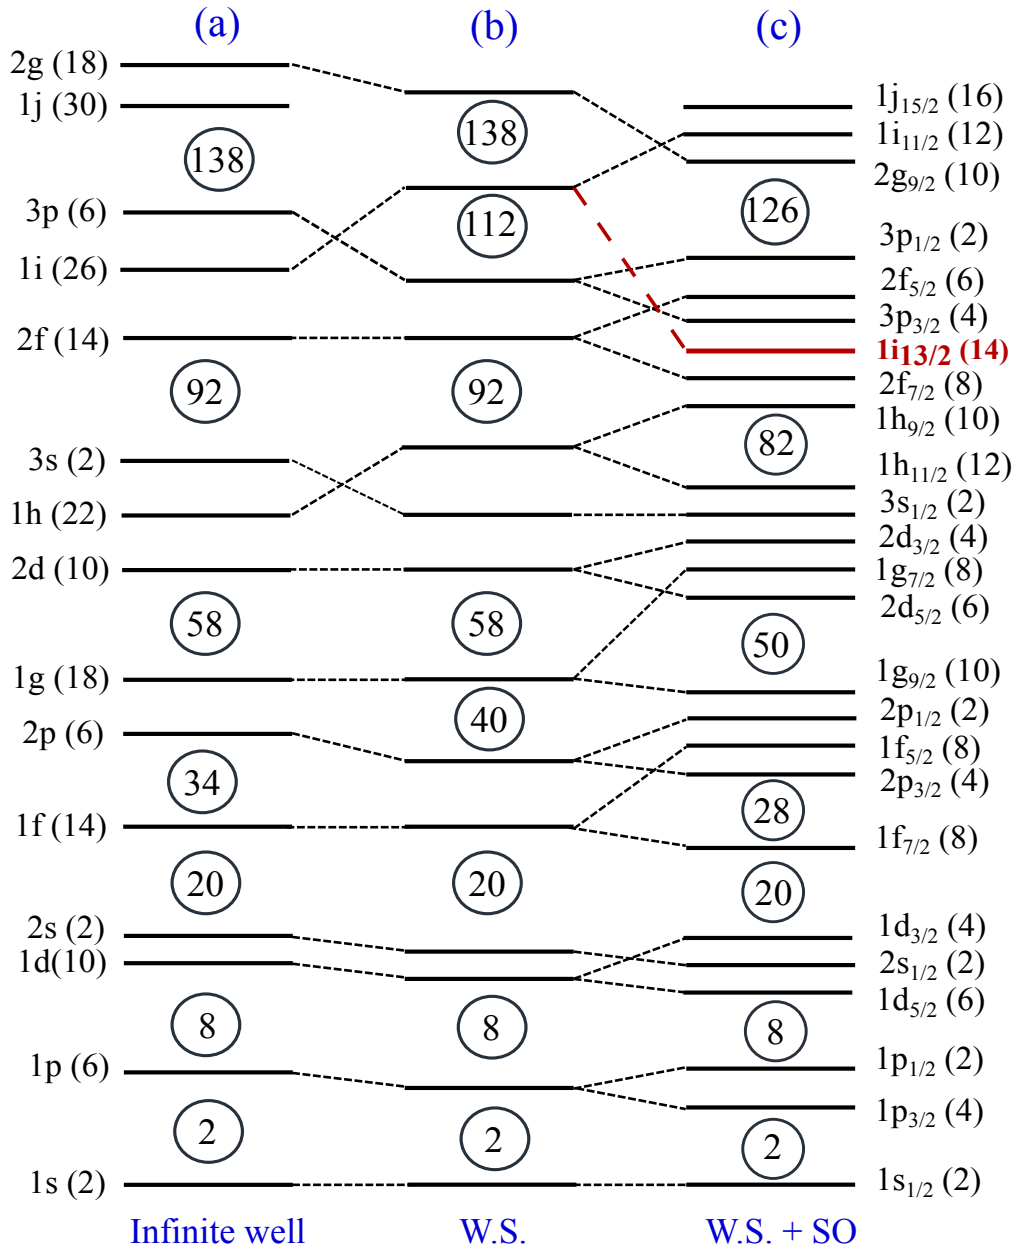 (a) (b) (c)
2g (18)
1j (30)
138
3p (6)
1i (26)
2f (14)
92
3s (2)
1h (22)
2d (10)
58
1g (18)
2p (6)
34
1f (14)
20
2s (2)
1d(10)
8
1p (6)
2
1s (2)
Infinite well
138
112
92
58
40
20
8
2
W.S.
1j15/2 (16)
1i11/2 (12)
2g9/2 (10)
126
3p1/2 (2)
2f5/2 (6)
3p3/2 (4)
1i13/2 (14)
2f7/2 (8)
1h9/2 (10)
82
1h11/2 (12)
3s1/2 (2)
2d3/2 (4)
1g7/2 (8)
2d5/2 (6)
50
1g9/2 (10)
2p1/2 (2)
1f5/2 (8)
2p3/2 (4)
28
1f7/2 (8)
20
1d3/2 (4)
2s1/2 (2)
1d5/2 (6)
8
1p1/2 (2)
1p3/2 (4)
2
1s1/2 (2)
W.S. + SO